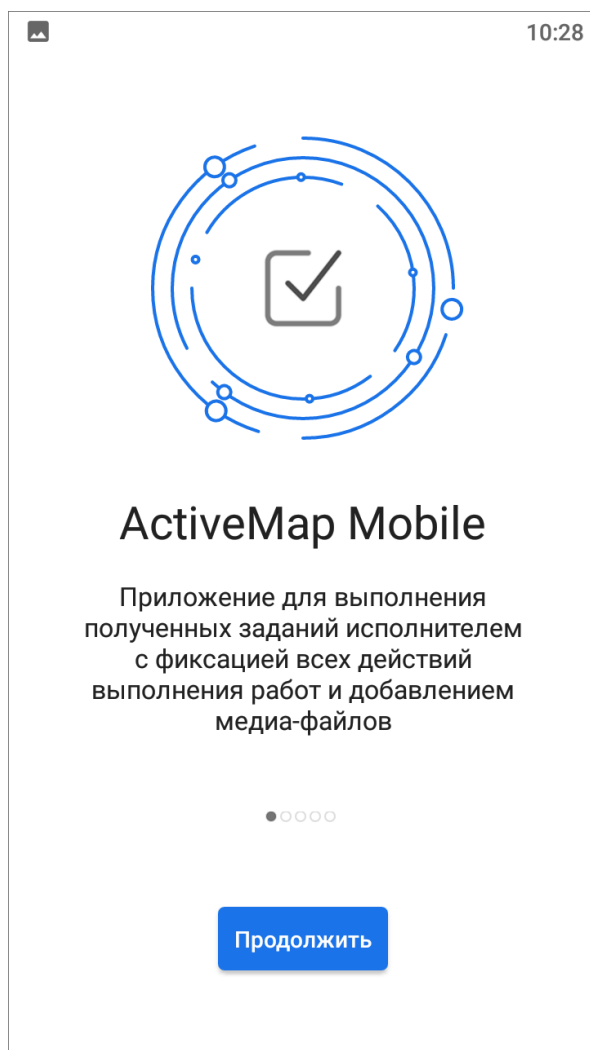 10:28
ActiveMap Mobile
Приложение для выполнения
полученных заданий исполнителем
с фиксацией всех действий
выполнения работ и добавлением
медиа-файлов
Продолжить